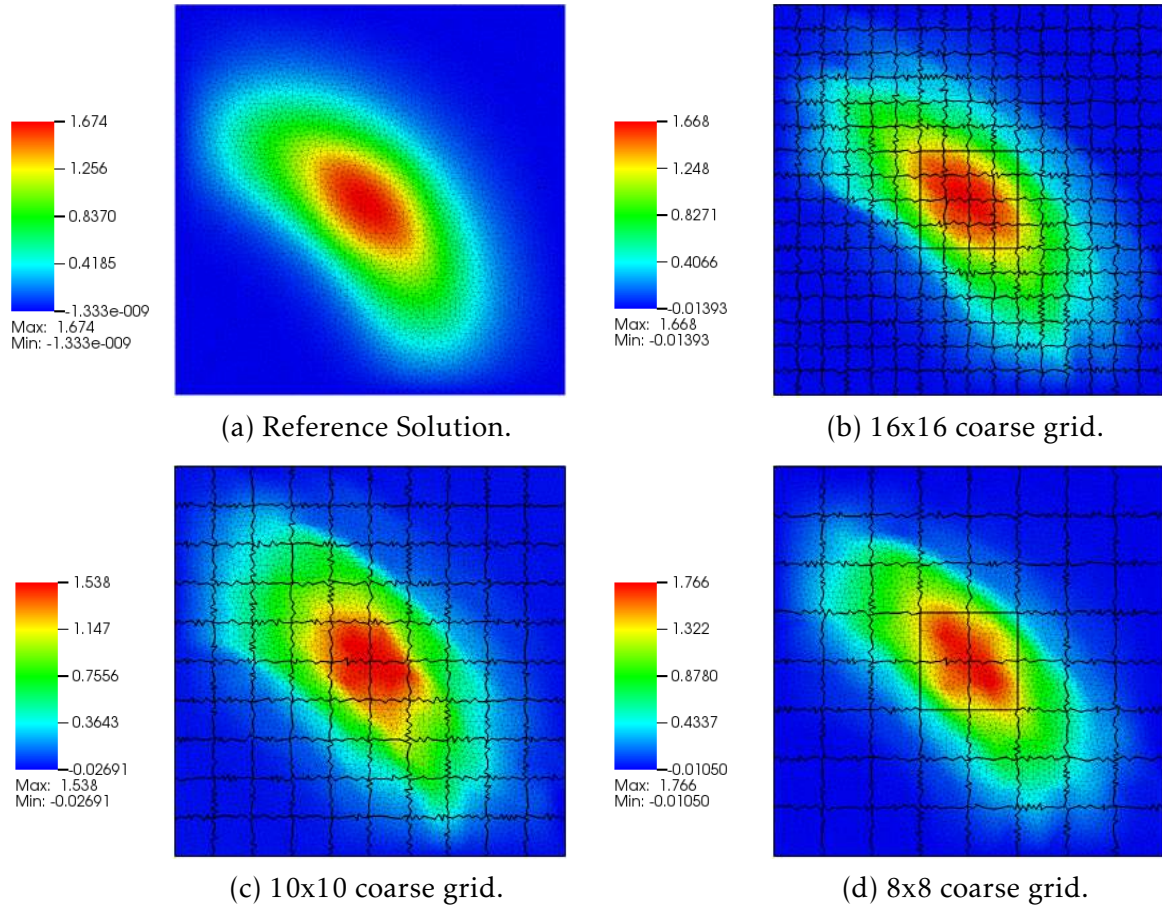 1.674
1.256
0.8370
0.4185
-1.333e-009
Max: 1.674
Min: -1.333e-009
(a) Reference Solution.
1.668
1.248
0.8271
0.4066
-0.01393
Max: 1.668
Min: -0.01393
(b) 16x16 coarse grid.
1.538
1.147
0.7556
0.3643
-0.02691
Max: 1.538
Min: -0.02691
(c) 10x10 coarse grid.
1.766
1.322
0.8780
0.4337
-0.01050
Max: 1.766
Min: -0.01050
(d) 8x8 coarse grid.